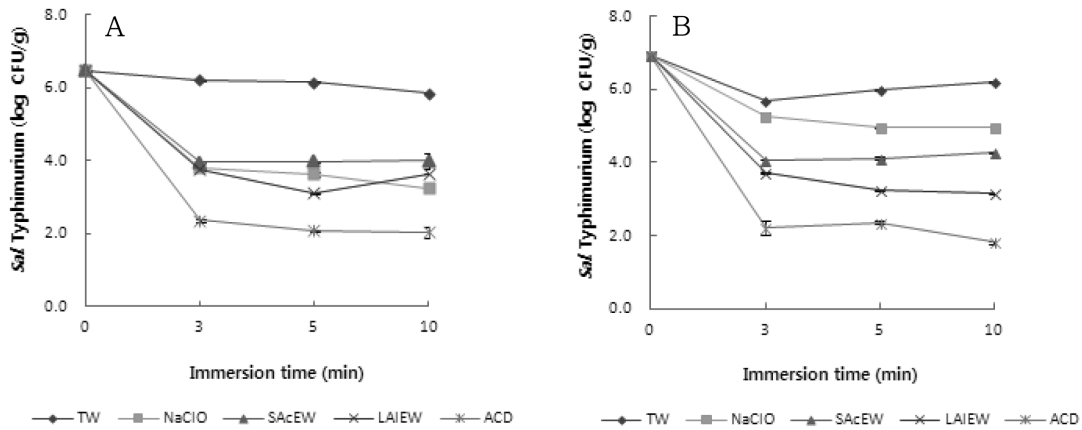 A
Sal Typhimurium (log CFU/g)
8.0
6.0
4.0
2.0
0.0
0 3 5 10
Immersion time (min)
TW NaClO SAcEW LAlEW ACD
B
Sal Typhimurium (log CFU/g)
8.0
6.0
4.0
2.0
0.0
0 3 5 10
Immersion time (min)
TW NaClO SAcEW LAlEW ACD